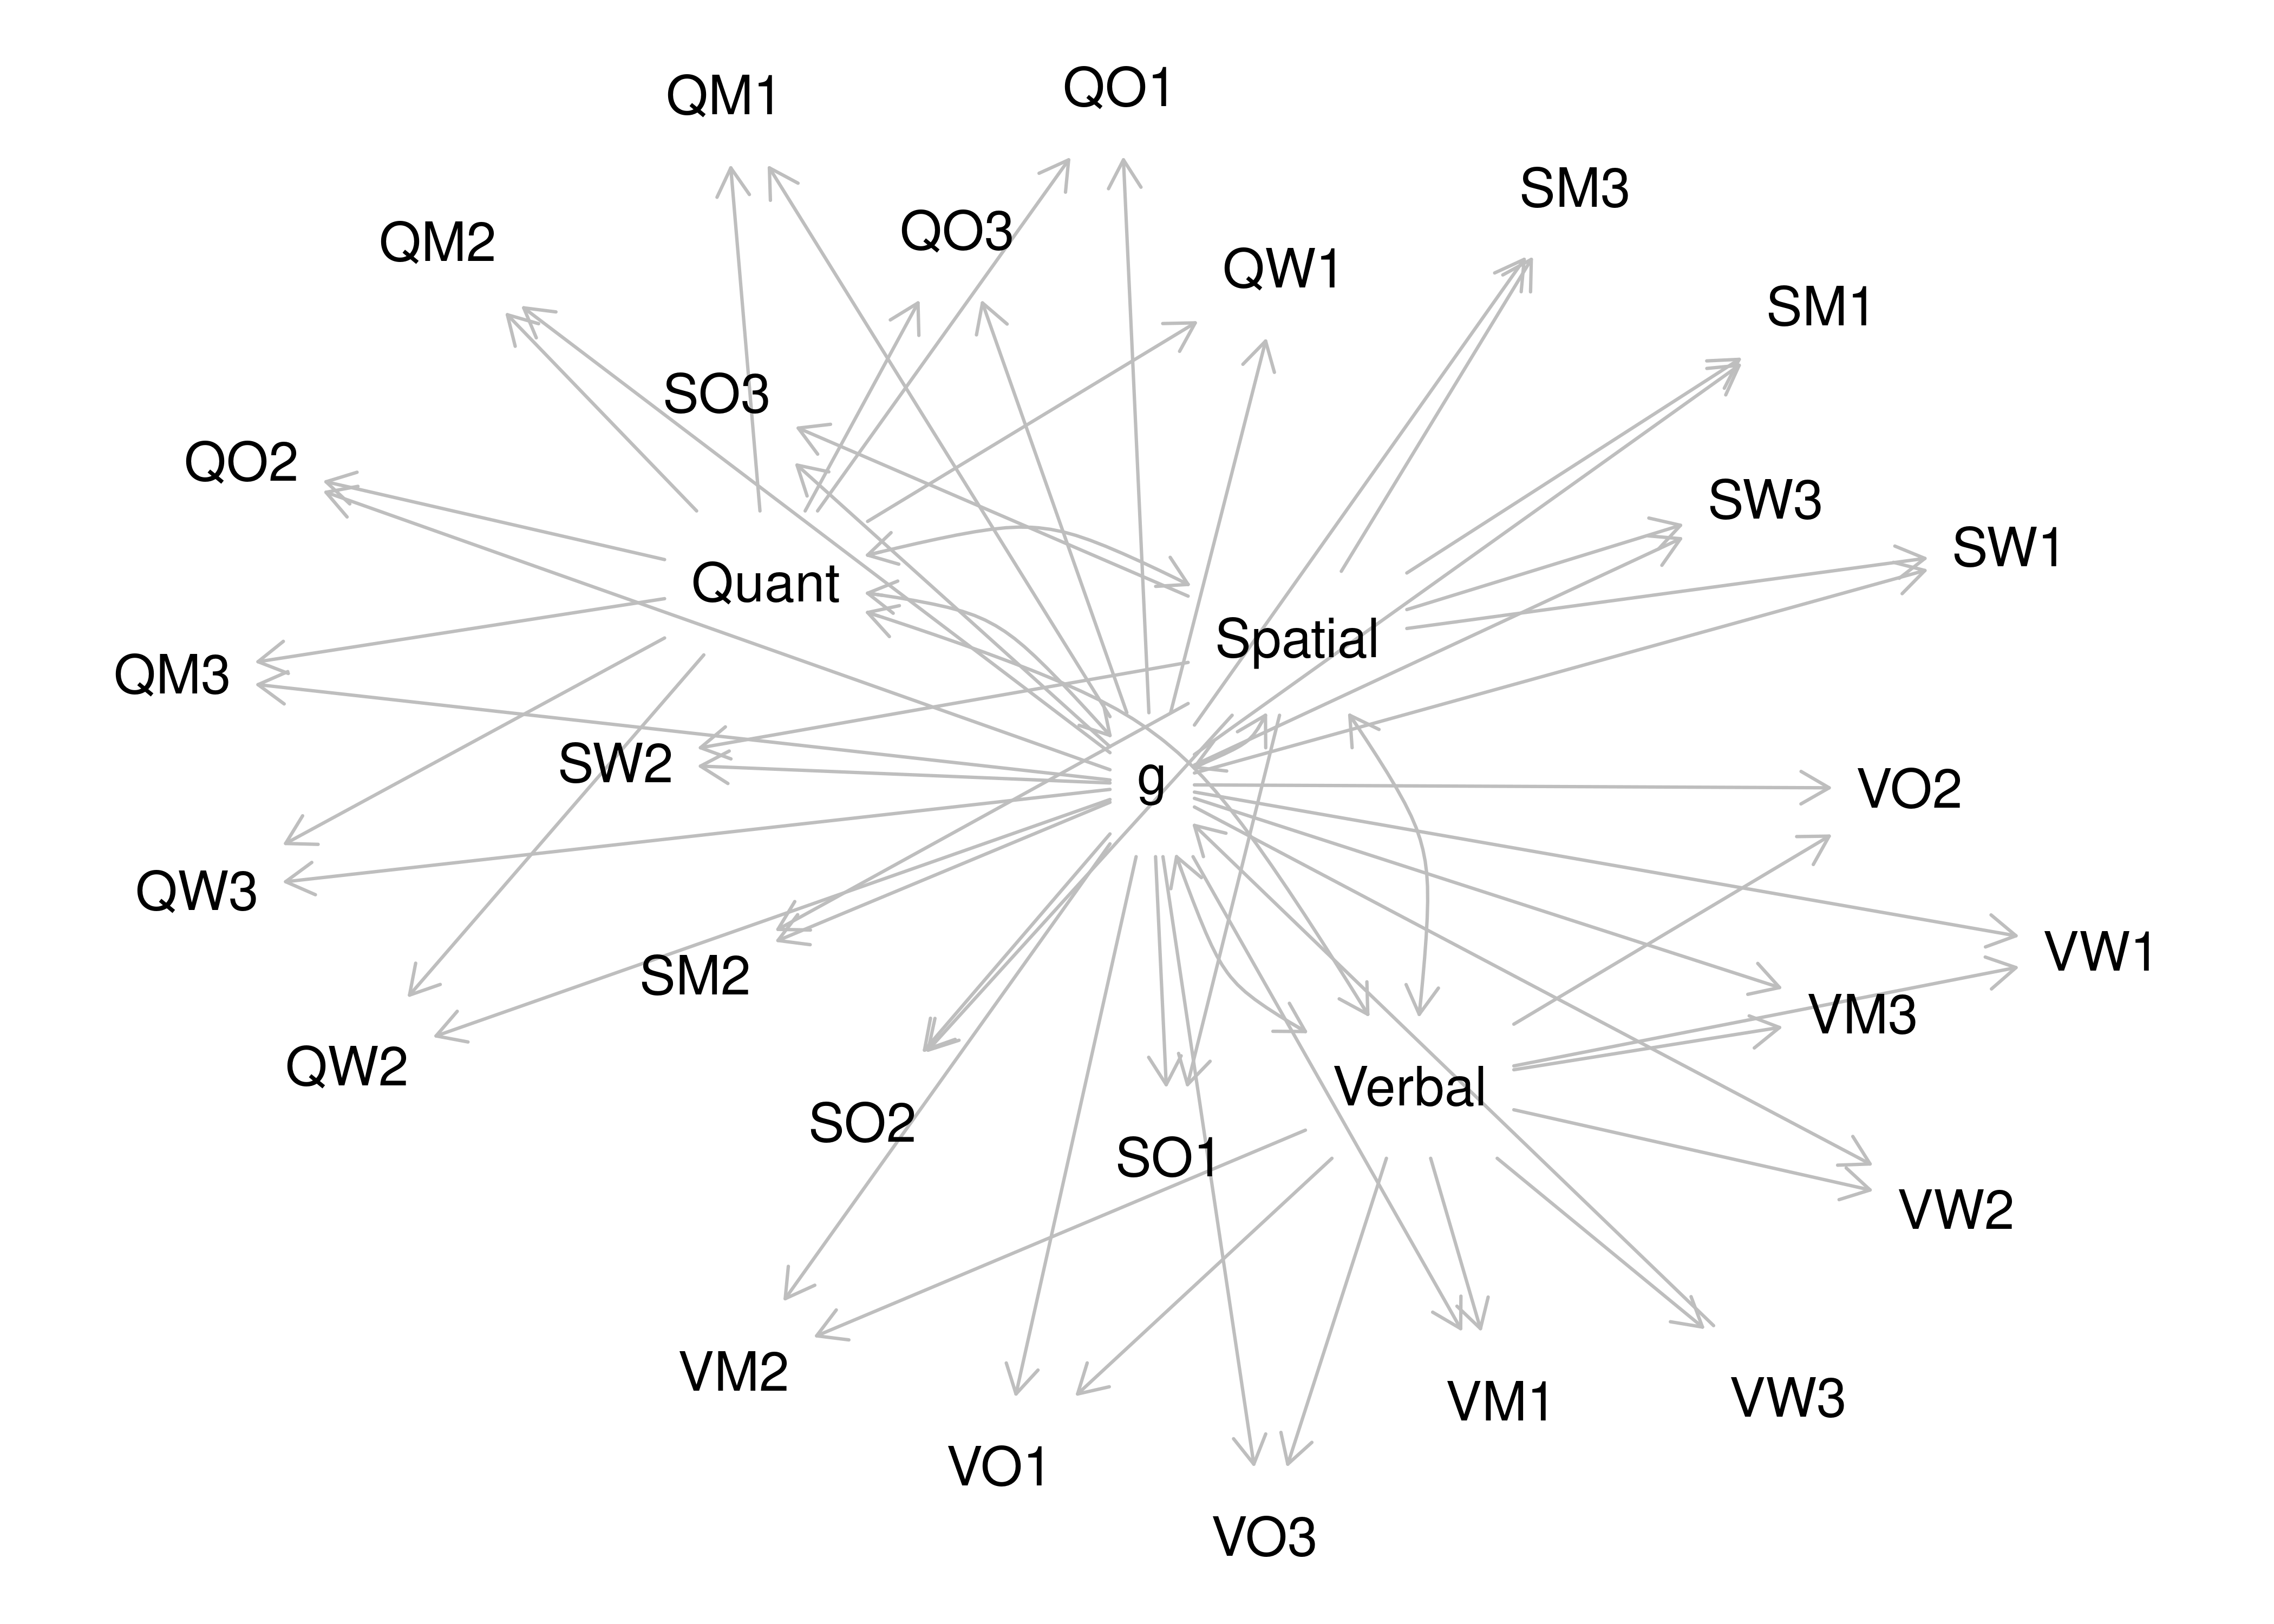 QM1
QO1
SM3
QO3
QM2
QW1
SM1
SO3
QO2
SW3
SW1
Quant
Spatial
QM3
SW2
g
VO2
QW3
VW1
SM2
VM3
QW2
Verbal
SO2
SO1
VW2
VM2
VM1
VW3
VO1
VO3